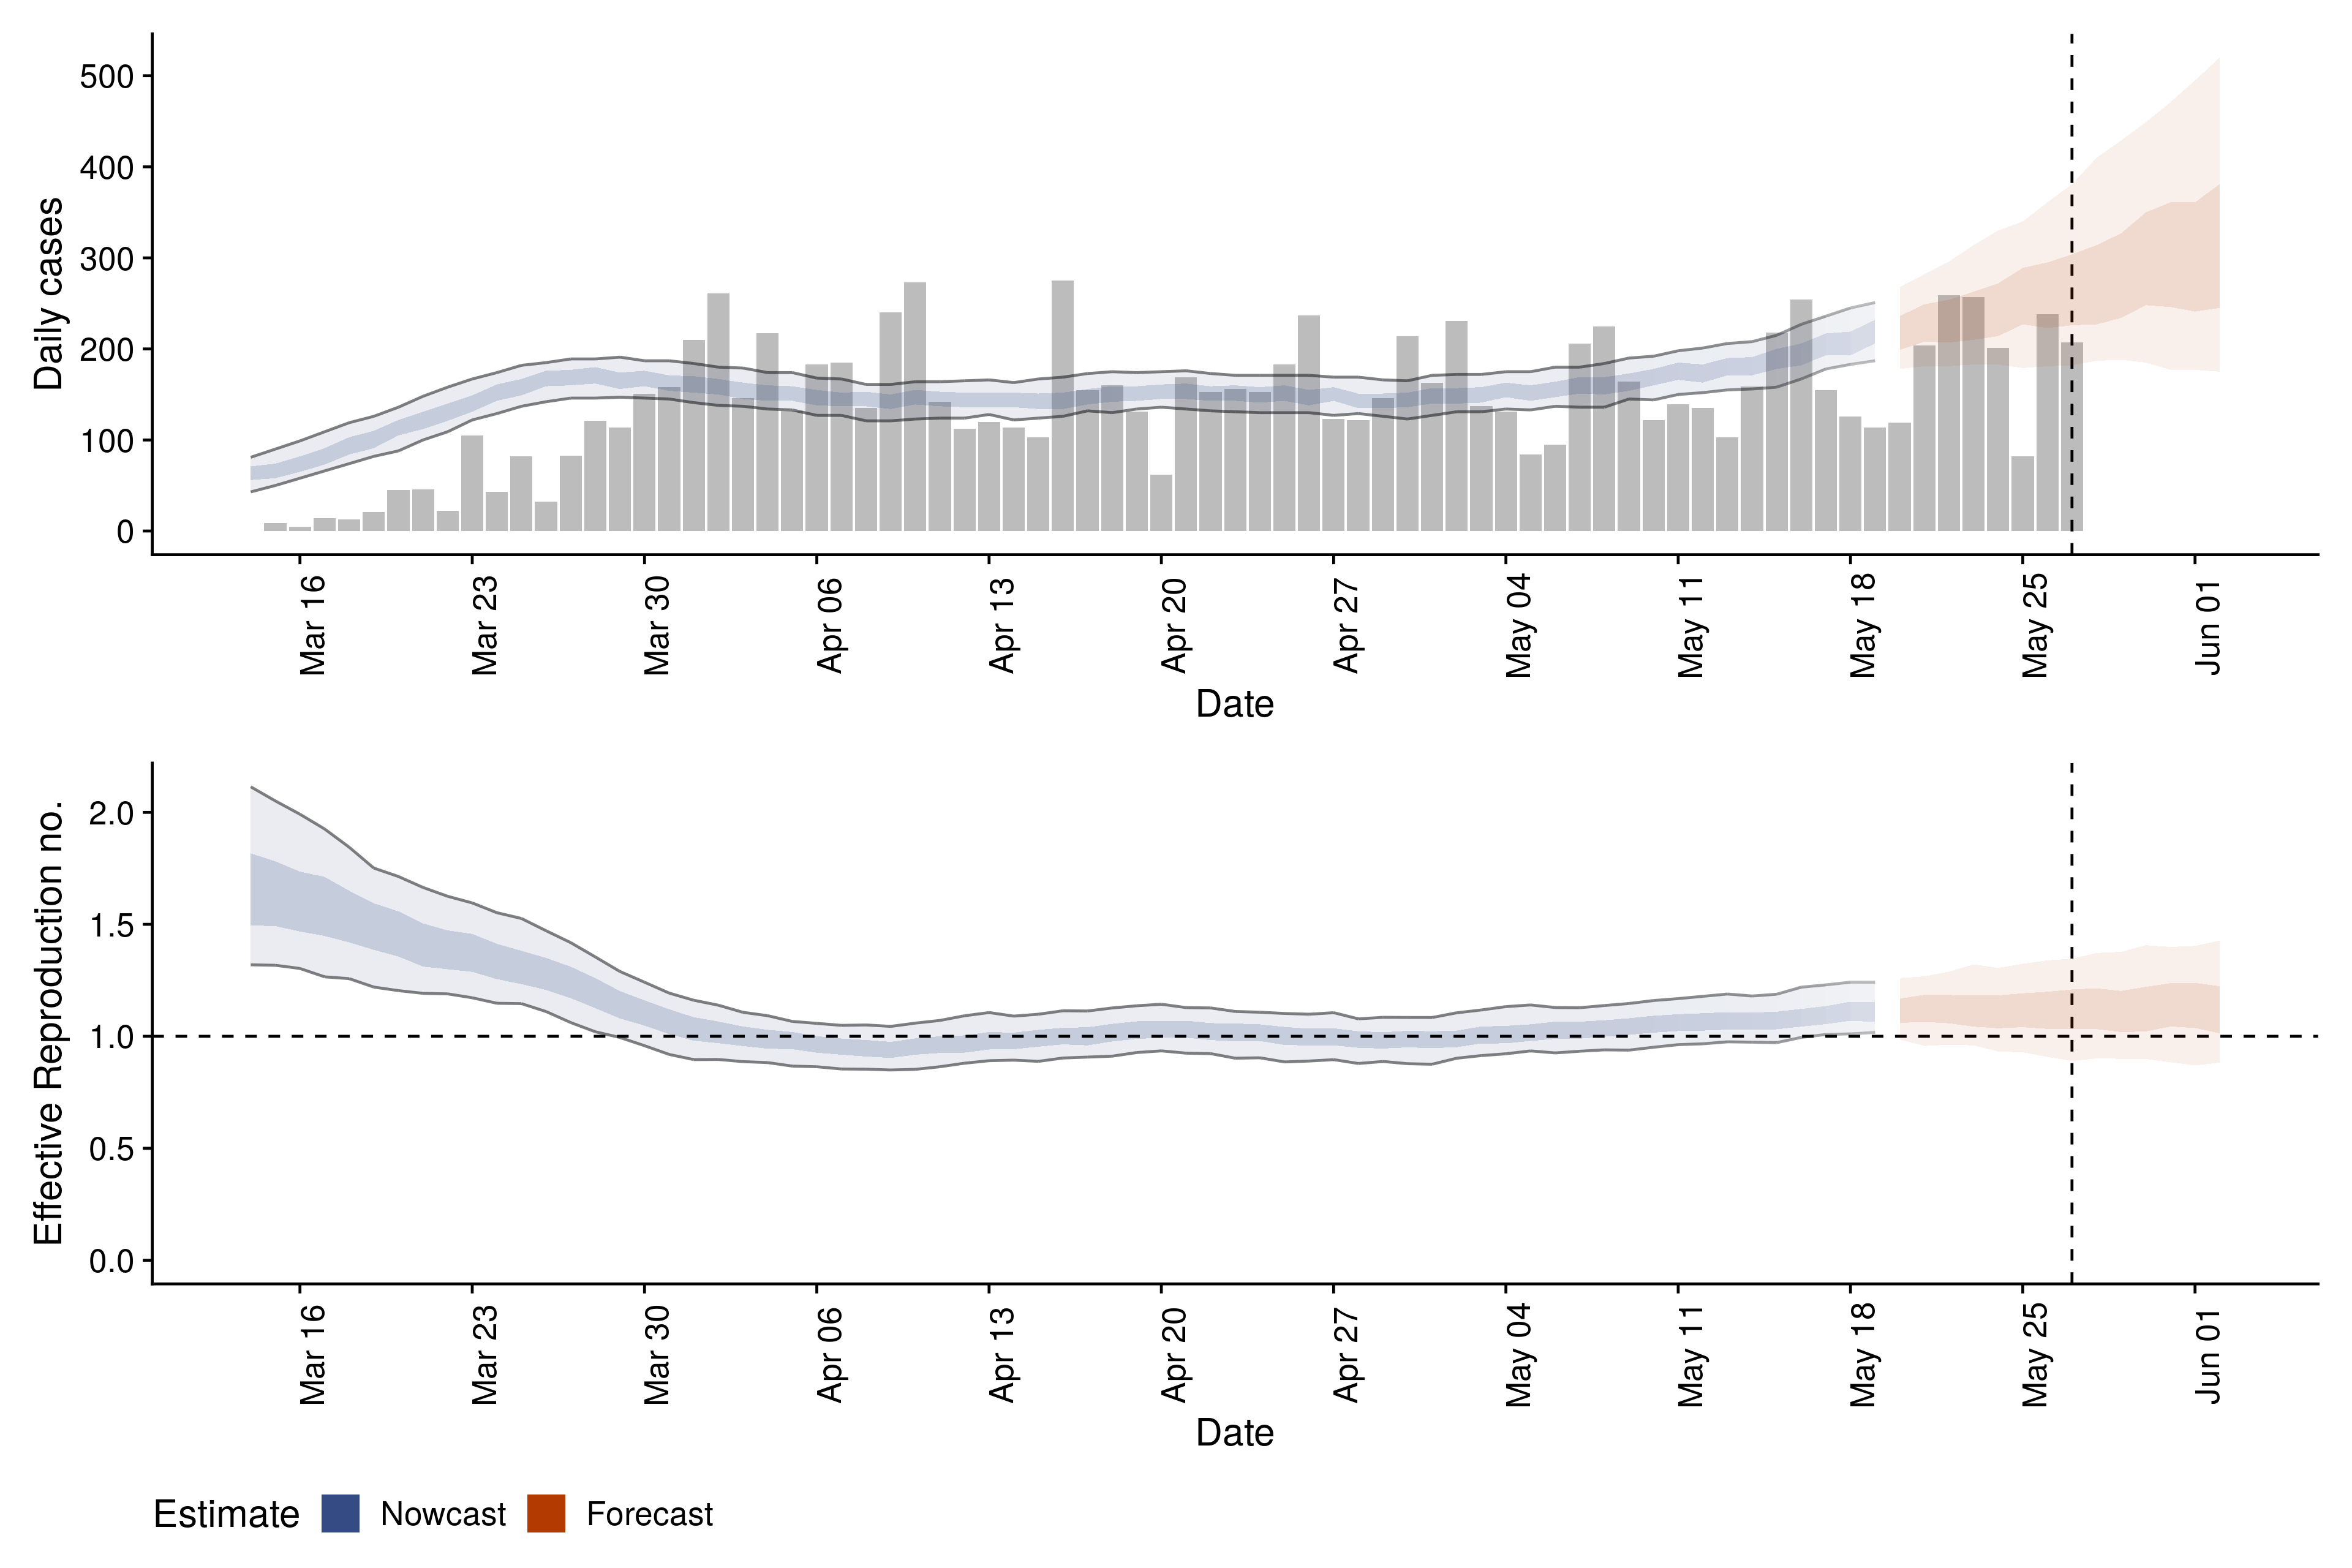 Daily cases
500
400
300
200
100
0
Mar 16
Mar 23
Mar 30
Apr 06
Apr 13
Apr 20
Apr 27
May 04
May 11
May 18
May 25
Jun 01
Date
Effective Reproduction no.
2.0
1.5
1.0
0.5
0.0
Mar 16
Mar 23
Mar 30
Apr 06
Apr 13
Apr 20
Apr 27
May 04
May 11
May 18
May 25
Jun 01
Date
Estimate Nowcast Forecast